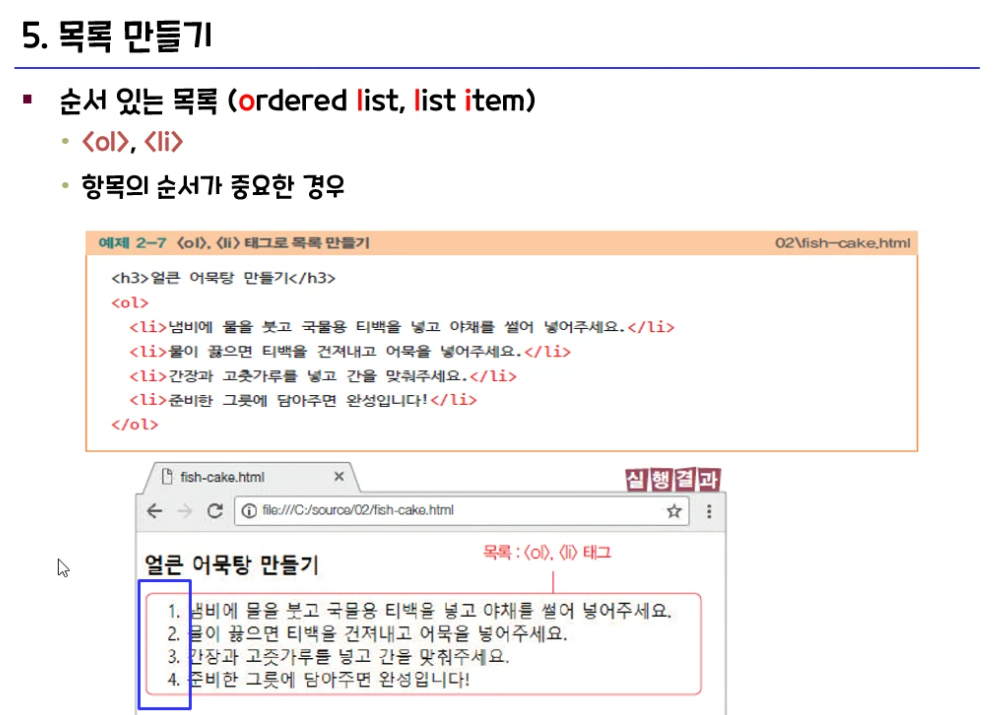 5. 목록 만들기
▪ 순서 있는 목록 (ordered list, list item)
• <ol>, <li>
• 항목의 순서가 중요한 경우
예제 2-7 <ol>, <li> 태그로 목록 만들기 02\fish-cake.html
<h3>얼큰 어묵탕 만들기</h3>
<ol>
<li>냄비에 물을 붓고 국물용 티백을 넣고 야채를 썰어 넣어주세요.</li>
<li>물이 끓으면 티백을 건져내고 어묵을 넣어주세요.</li>
<li>간장과 고춧가루를 넣고 간을 맞춰주세요.</li>
<li>준비한 그릇에 담아주면 완성입니다!</li>
</ol>
fish-cake.html
실행결과
file:///C:/source/02/fish-cake.html
목록 : <ol>, <li> 태그
얼큰 어묵탕 만들기
1. 냄비에 물을 붓고 국물용 티백을 넣고 야채를 썰어 넣어주세요.
2. 물이 끓으면 티백을 건져내고 어묵을 넣어주세요.
3. 간장과 고춧가루를 넣고 간을 맞춰주세요.
4. 준비한 그릇에 담아주면 완성입니다!